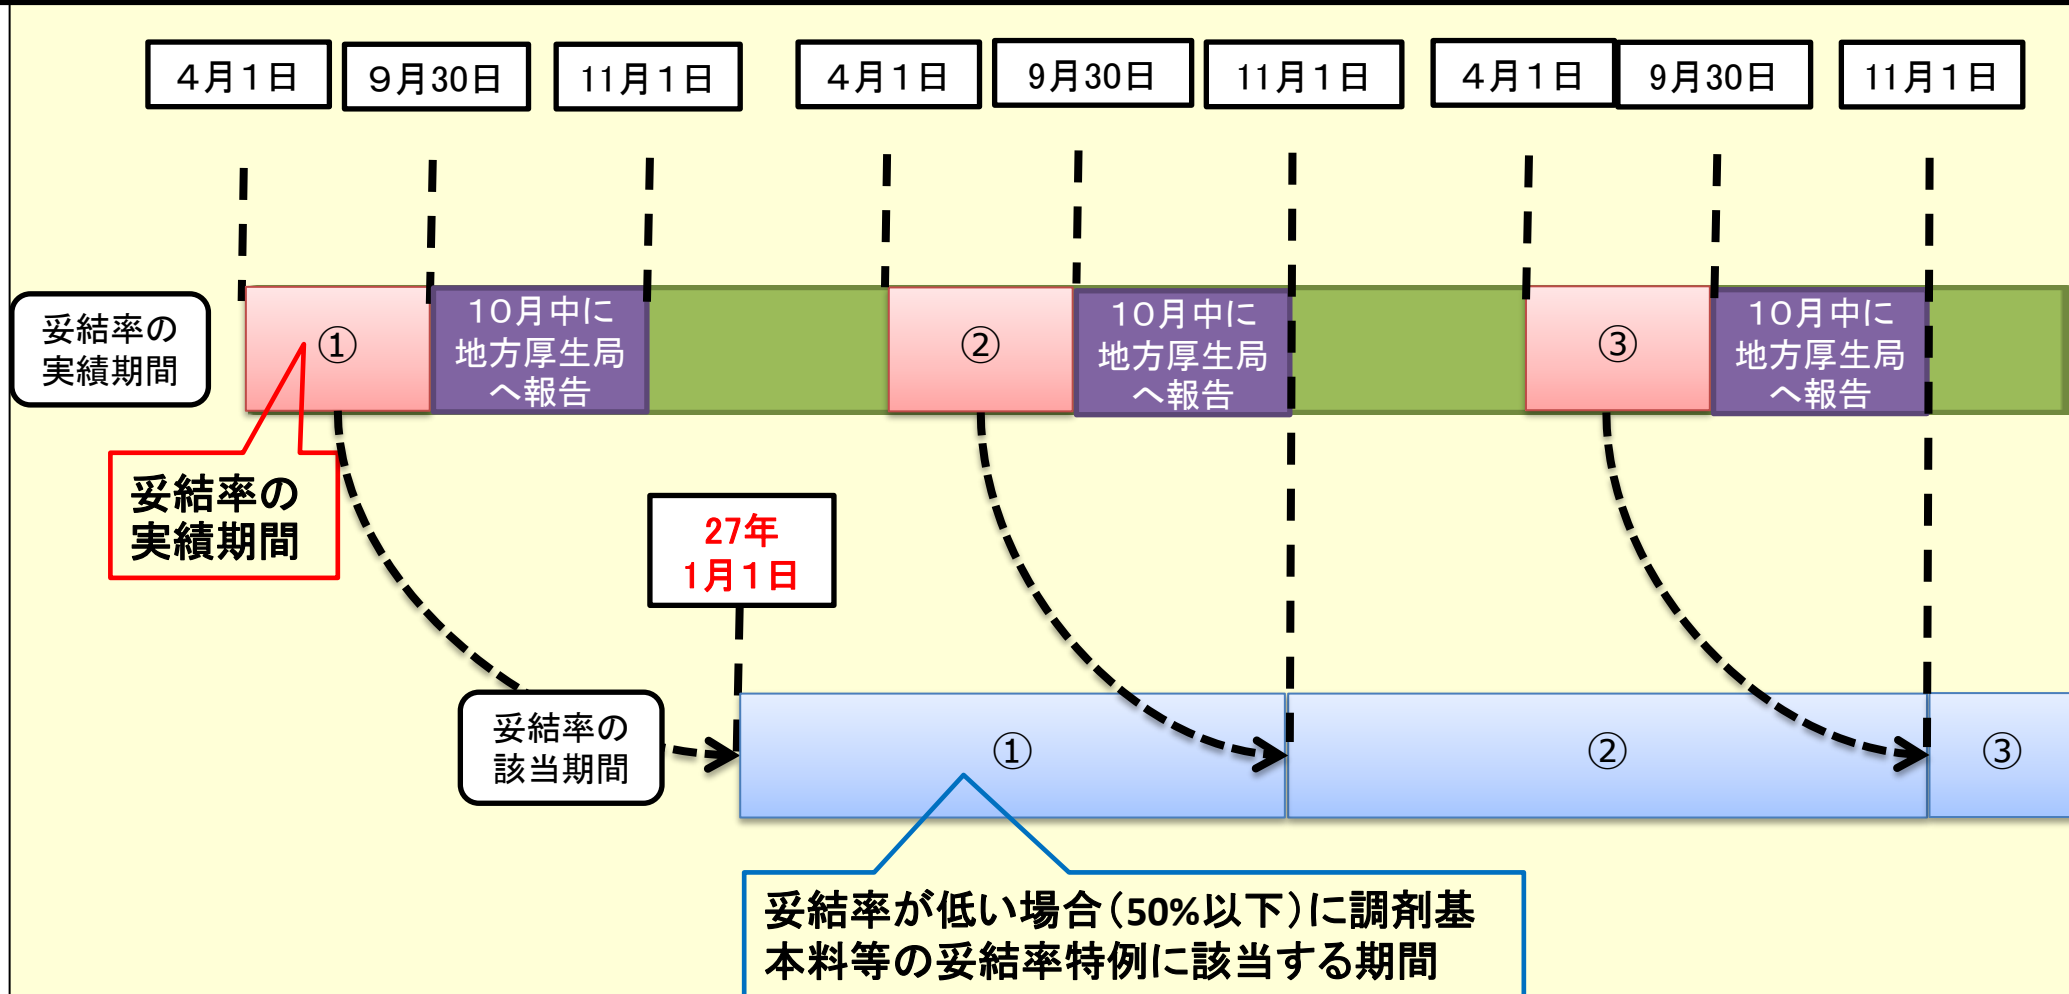 ４月１日
９月30日
11月１日
４月１日
9月30日
11月１日
４月１日
9月30日
11月１日
妥結率の
実績期間
①
１０月中に
地方厚生局
へ報告
②
１０月中に
地方厚生局
へ報告
③
１０月中に
地方厚生局
へ報告
妥結率の
実績期間
27年
1月１日
妥結率の
該当期間
①
②
③
妥結率が低い場合（50%以下）に調剤基
本料等の妥結率特例に該当する期間